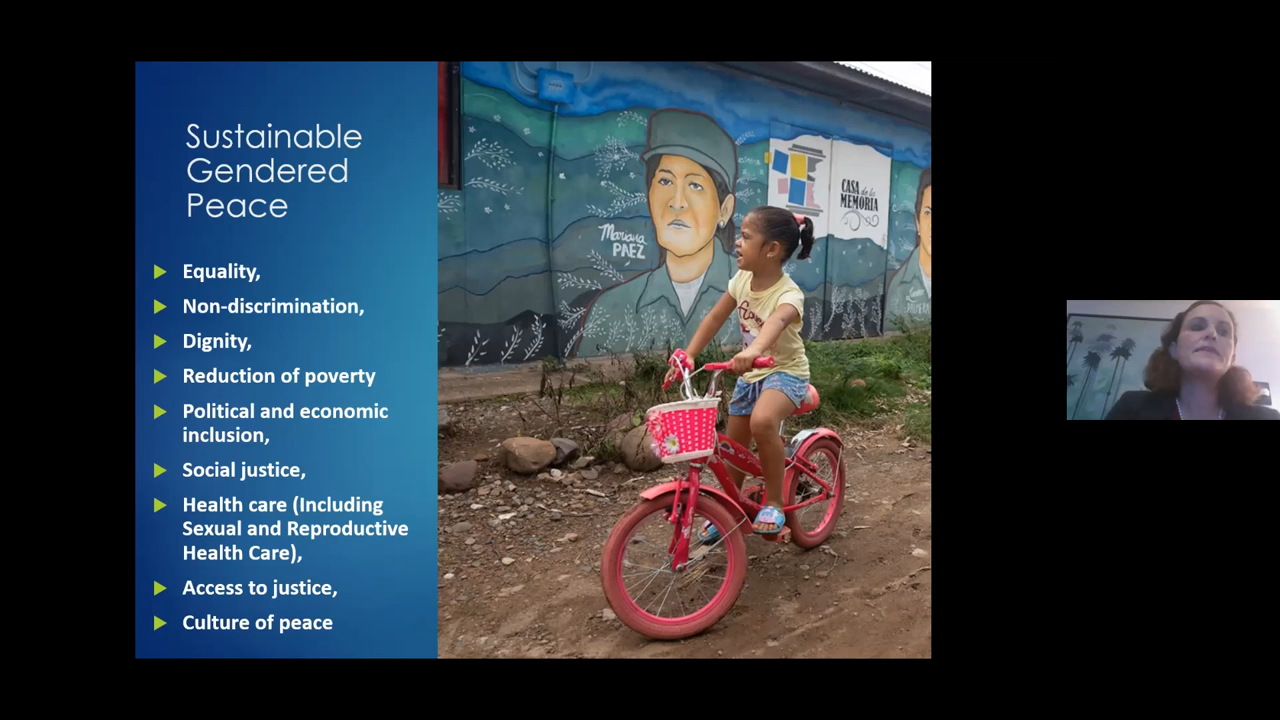 Sustainable
Gendered
Peace
Equality,
Non-discrimination,
Dignity,
Reduction of poverty
Political and economic
inclusion,
Social justice,
Health care (Including
Sexual and Reproductive
Health Care),
Access to justice,
Culture of peace
Mariana
PAEZ
CASA de la
MEMORIA